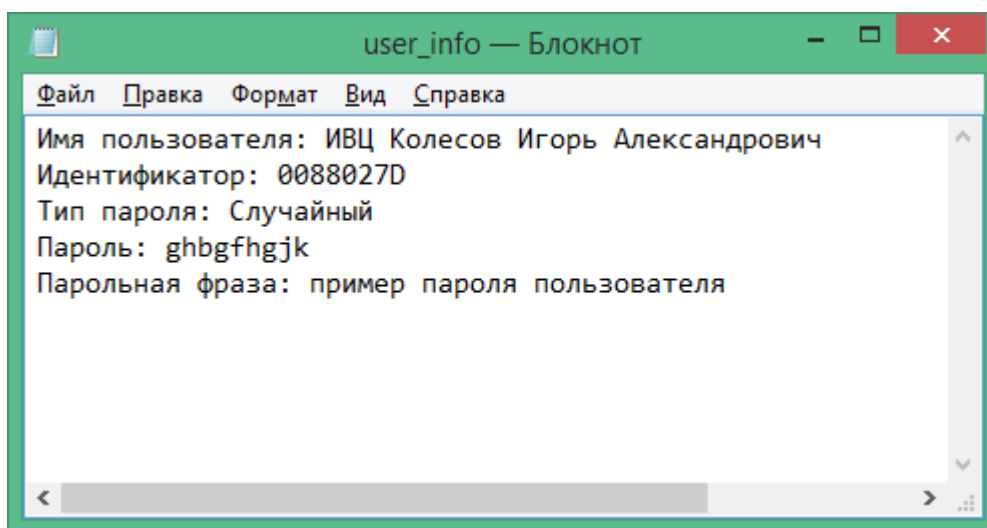 user_info — Блокнот
Файл Правка Формат Вид Справка
Имя пользователя: ИВЦ Колесов Игорь Александрович
Идентификатор: 0088027D
Тип пароля: Случайный
Пароль: ghbgfhgjk
Парольная фраза: пример пароля пользователя